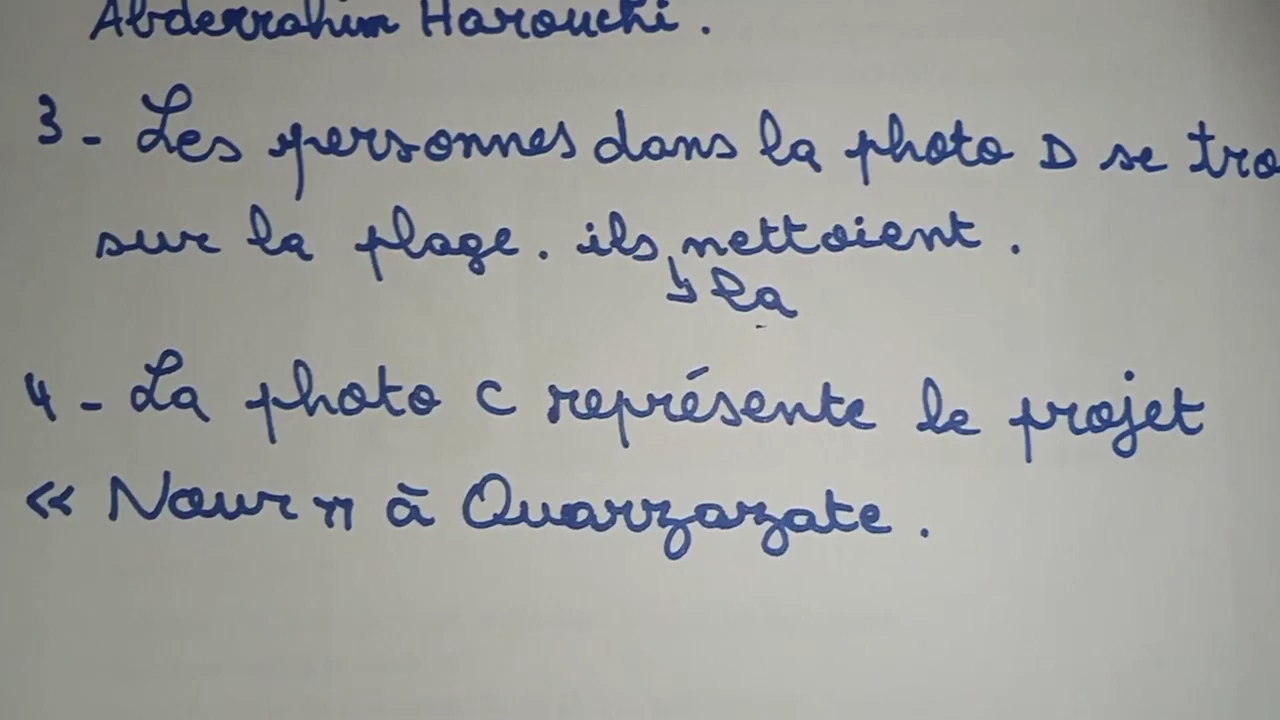 Abderrahim Harouchi.
3 - Les personnes dans la photo D se tro
sur la plage. ils nettoient.
la
4 - La photo C représente le projet
« Nour » à Ouarzazate.